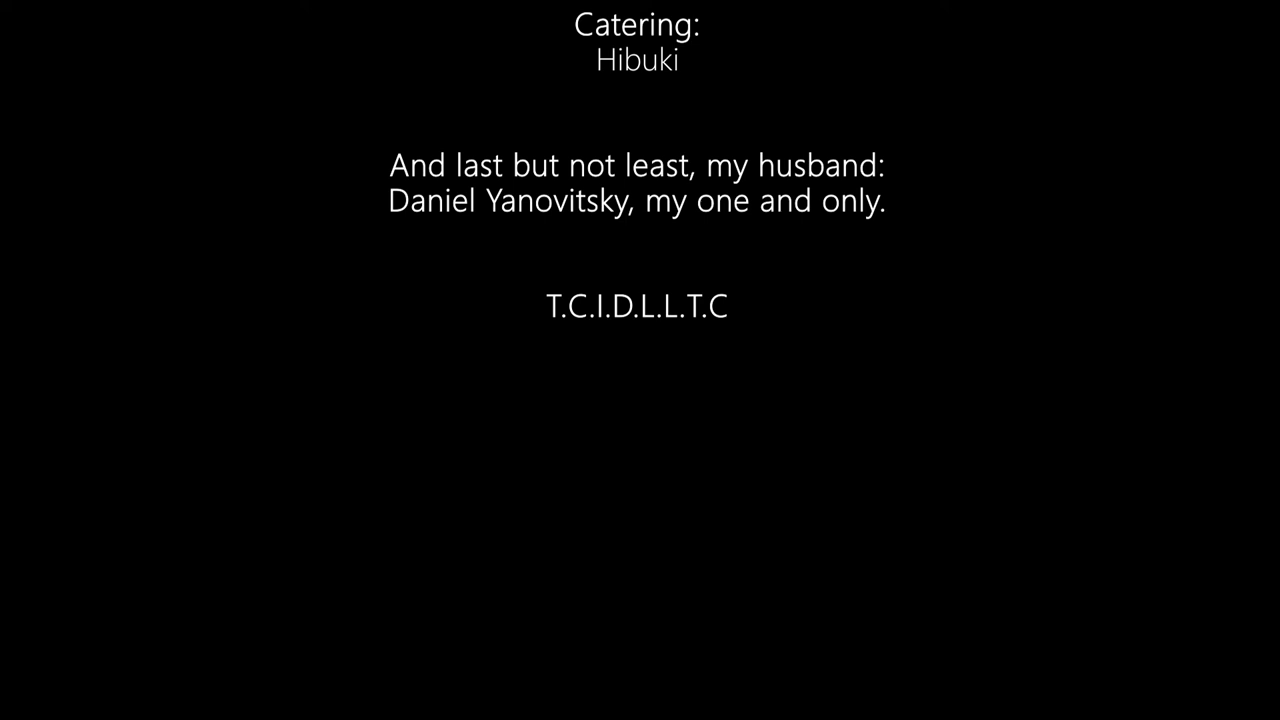 Catering:
Hibuki
And last but not least, my husband:
Daniel Yanovitsky, my one and only.
T.C.I.D.L.L.T.C